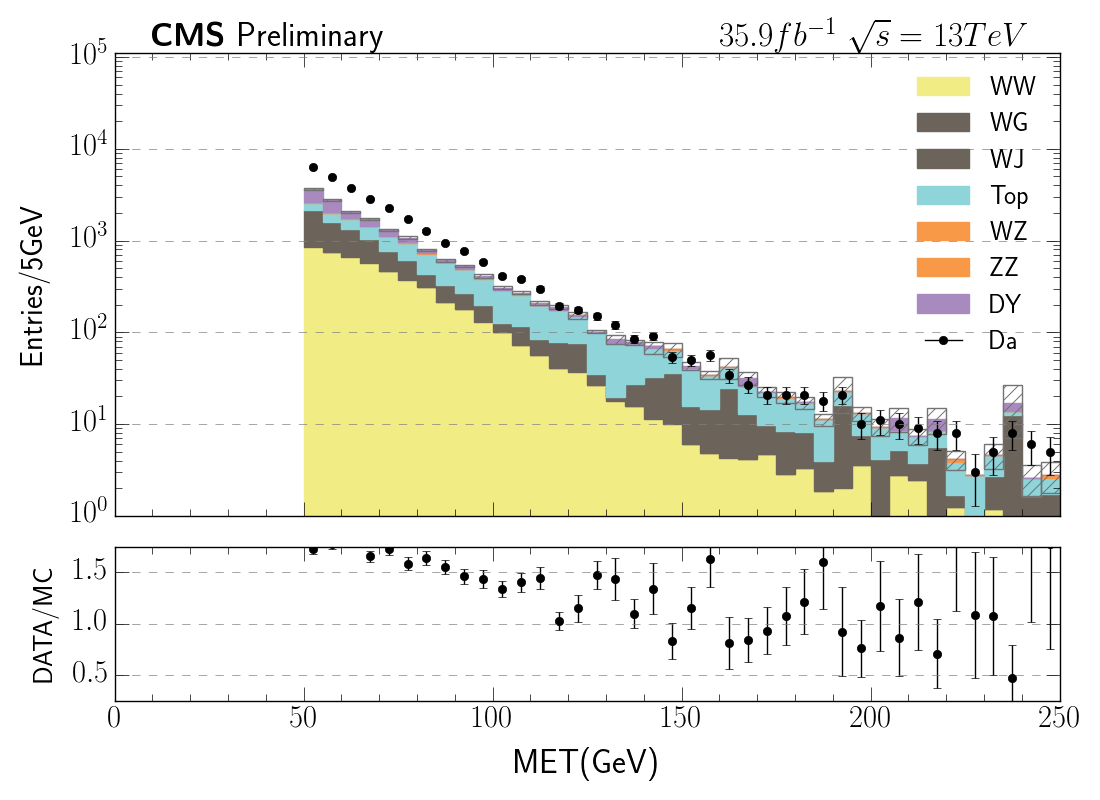 CMS Preliminary 35.9fb⁻¹ √s = 13TeV
10⁵
10⁴
10³
10²
10¹
10⁰
Entries/5GeV
WW
WG
WJ
Top
WZ
ZZ
DY
Da
1.5
1.0
0.5
DATA/MC
0 50 100 150 200 250
MET(GeV)